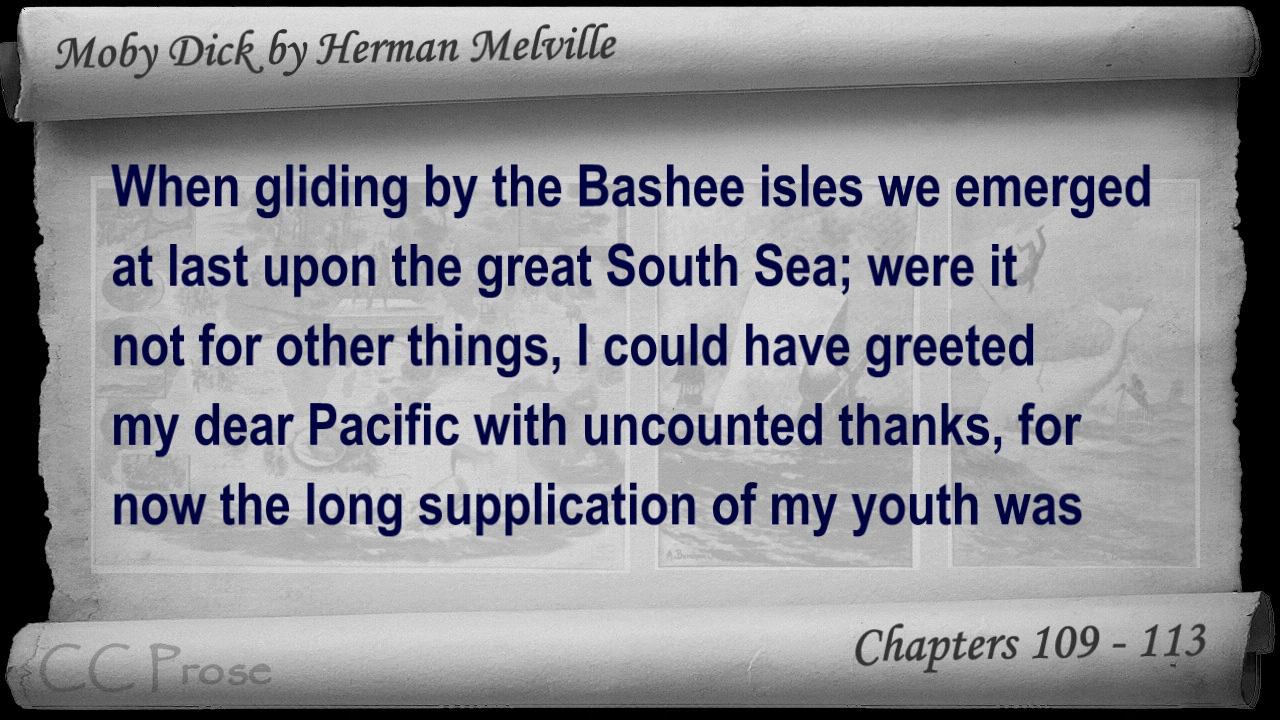 Moby Dick by Herman Melville
When gliding by the Bashee isles we emerged
at last upon the great South Sea; were it
not for other things, I could have greeted
my dear Pacific with uncounted thanks, for
now the long supplication of my youth was
Chapters 109 - 113
CC Prose